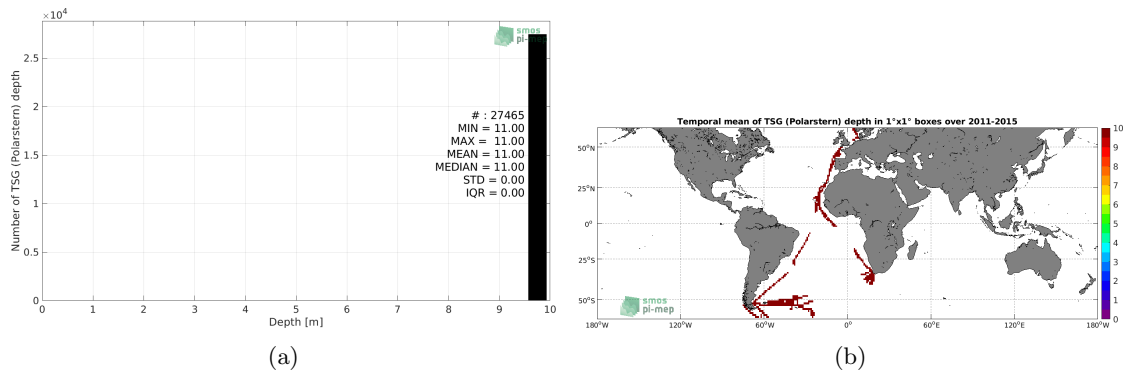 ×10⁴
smos
pi-mep
2.5
2
1.5
1
0.5
0
Number of TSG (Polarstern) depth
# : 27465
MIN = 11.00
MAX = 11.00
MEAN = 11.00
MEDIAN = 11.00
STD = 0.00
IQR = 0.00
0 1 2 3 4 5 6 7 8 9 10
Depth [m]
(a)
Temporal mean of TSG (Polarstern) depth in 1°x1° boxes over 2011-2015
50°N
25°N
0°
25°S
50°S
180°W 120°W 60°W 0° 60°E 120°E 180°W
smos
pi-mep
10
9
8
7
6
5
4
3
2
1
0
(b)